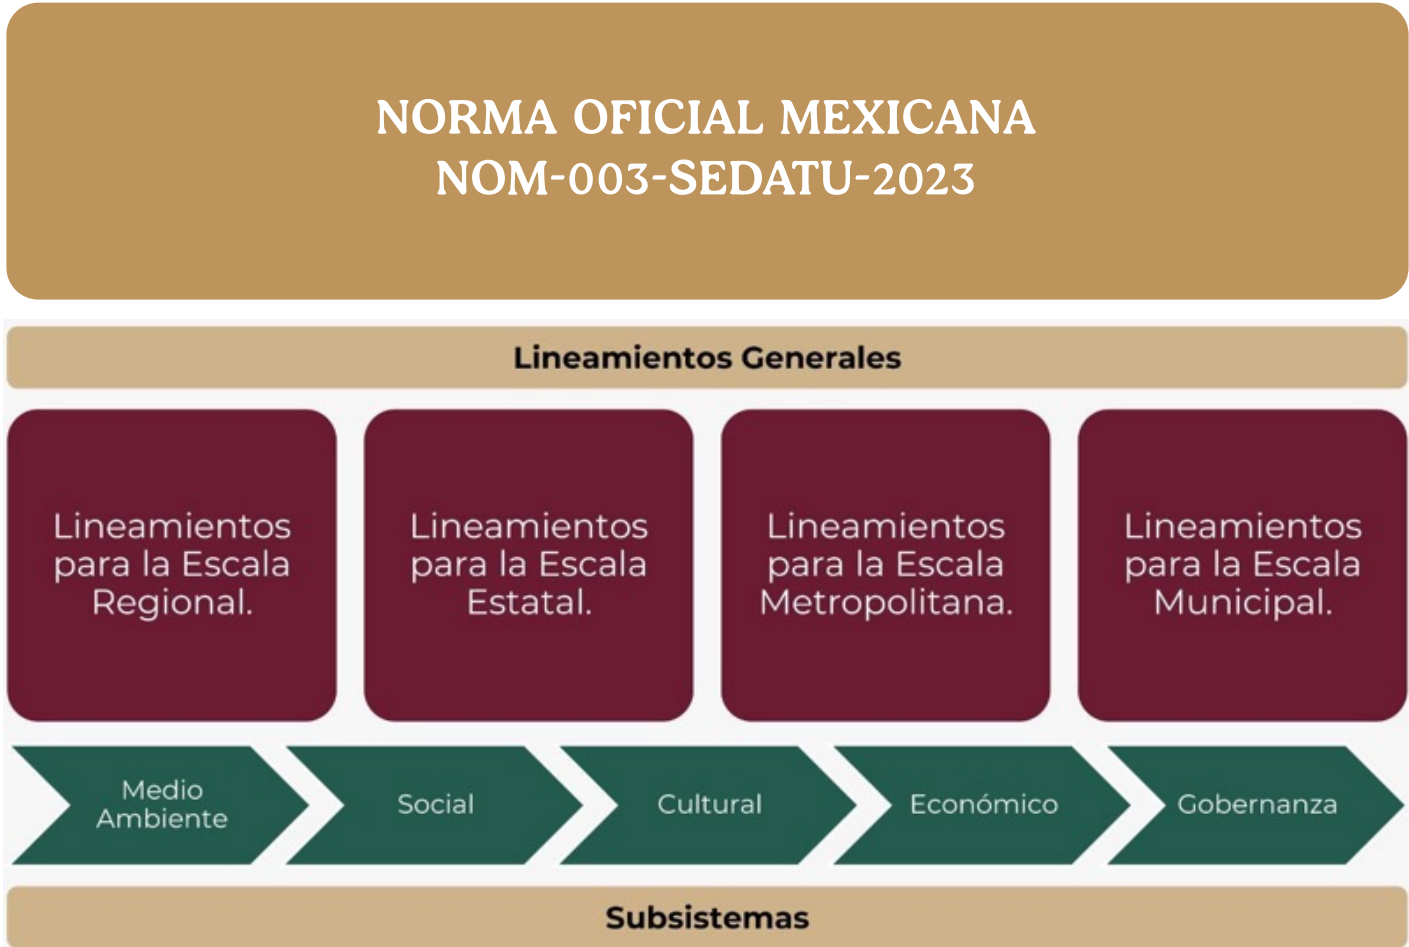 NORMA OFICIAL MEXICANA
NOM-003-SEDATU-2023
Lineamientos Generales
Lineamientos
para la Escala
Regional.
Lineamientos
para la Escala
Estatal.
Lineamientos
para la Escala
Metropolitana.
Lineamientos
para la Escala
Municipal.
Medio
Ambiente
Social
Cultural
Económico
Gobernanza
Subsistemas